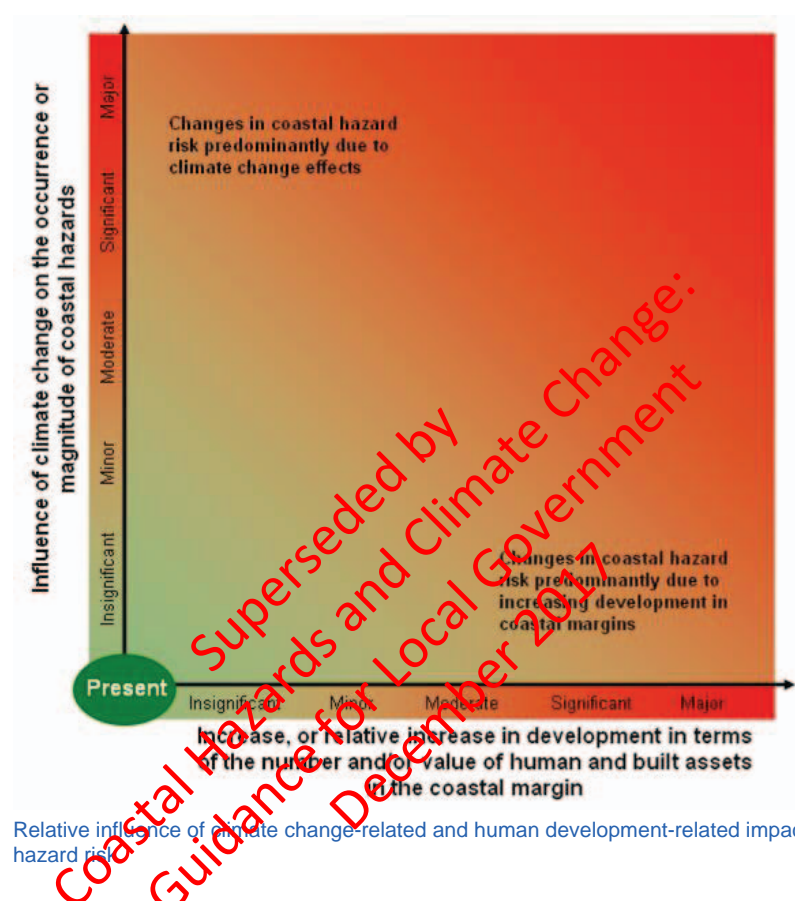 Influence of climate change on the occurrence or
magnitude of coastal hazards
Major
Significant
Moderate
Minor
Insignificant
Changes in coastal hazard
risk predominantly due to
climate change effects
Changes in coastal hazard
risk predominantly due to
increasing development in
coastal margins
Present
Insignificant
Minor
Moderate
Significant
Major
Increase, or relative increase in development in terms
of the number and/or value of human and built assets
in the coastal margin
Relative influence of climate change-related and human development-related
hazard risk
Superseded by
Coastal Hazards and Climate Change:
Guidance for Local Government
December 2017